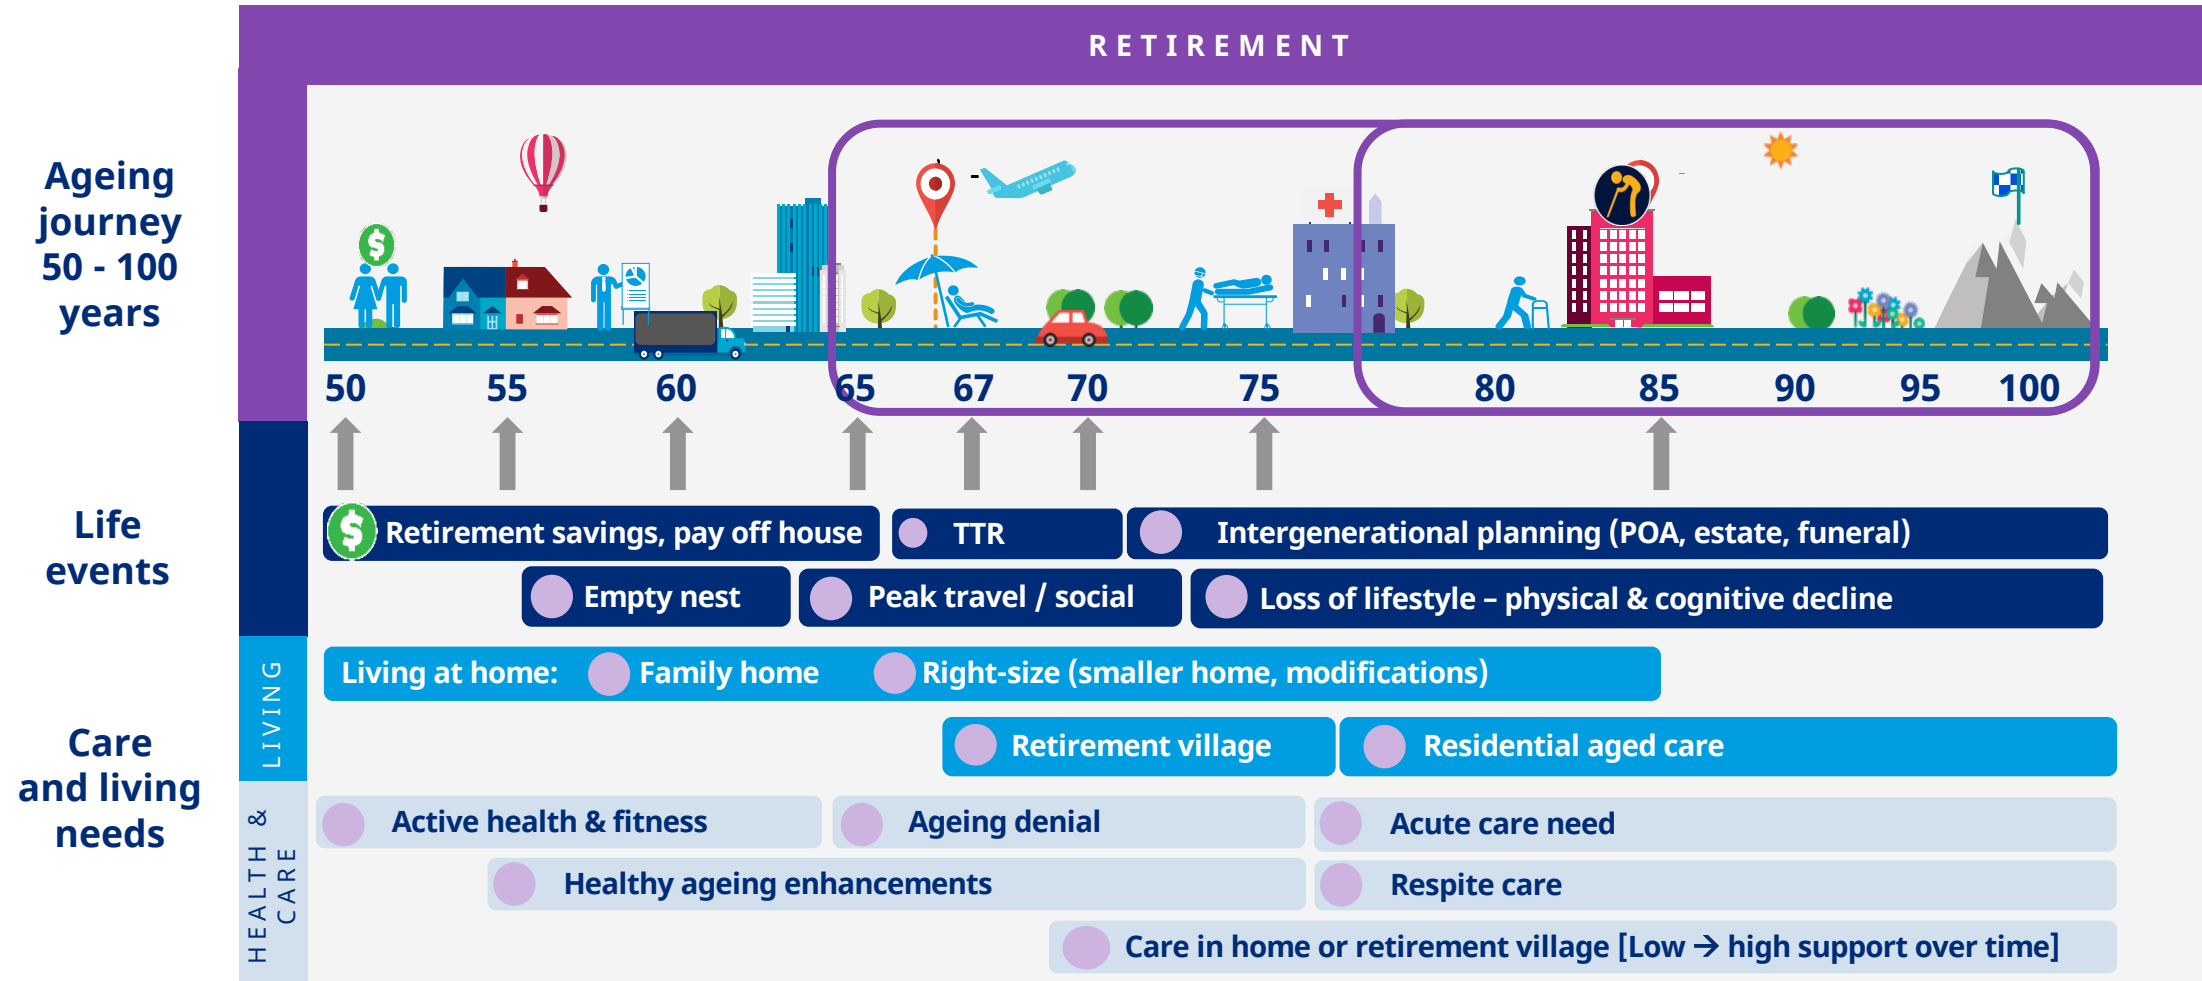 RETIREMENT
Ageing
journey
50 - 100
years
$
50 55 60 65 67 70 75 80 85 90 95 100
Life
events
$ Retirement savings, pay off house
TTR
Intergenerational planning (POA, estate, funeral)
Empty nest
Peak travel / social
Loss of lifestyle – physical & cognitive decline
Care
and living
needs
LIVING
Living at home: Family home Right-size (smaller home, modifications)
Retirement village
Residential aged care
HEALTH &
CARE
Active health & fitness
Ageing denial
Acute care need
Healthy ageing enhancements
Respite care
Care in home or retirement village [Low → high support over time]